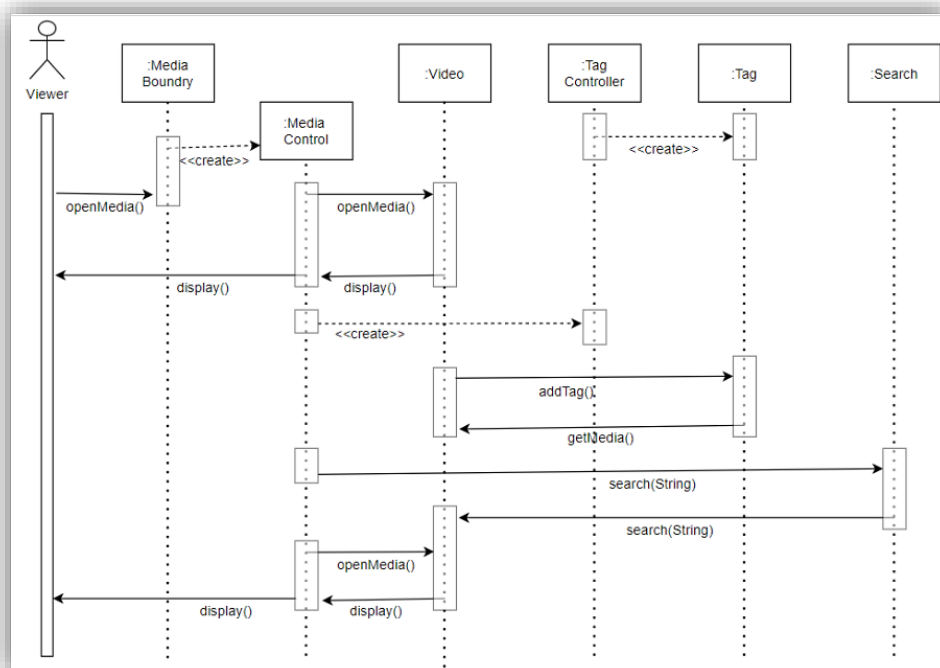 Viewer
:Media
Boundry
:Media
Control
:Video
:Tag
Controller
:Tag
:Search
<<create>>
<<create>>
openMedia()
openMedia()
display()
display()
<<create>>
addTag()
getMedia()
search(String)
search(String)
openMedia()
display()
display()